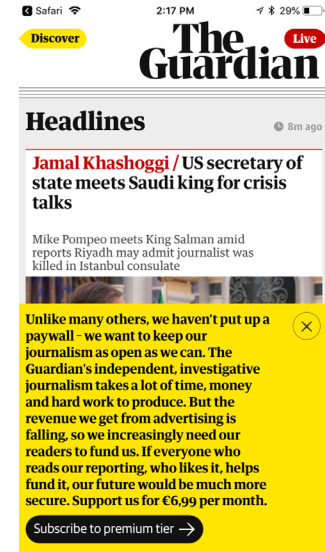 Safari 2:17 PM 29%
Discover
The
Guardian
Live
Headlines
8m ago
Jamal Khashoggi / US secretary of
state meets Saudi king for crisis
talks
Mike Pompeo meets King Salman amid
reports Riyadh may admit journalist was
killed in Istanbul consulate
Unlike many others, we haven't put up a
paywall – we want to keep our
journalism as open as we can. The
Guardian's independent, investigative
journalism takes a lot of time, money
and hard work to produce. But the
revenue we get from advertising is
falling, so we increasingly need our
readers to fund us. If everyone who
reads our reporting, who likes it, helps
fund it, our future would be much more
secure. Support us for €6,99 per month.
Subscribe to premium tier →